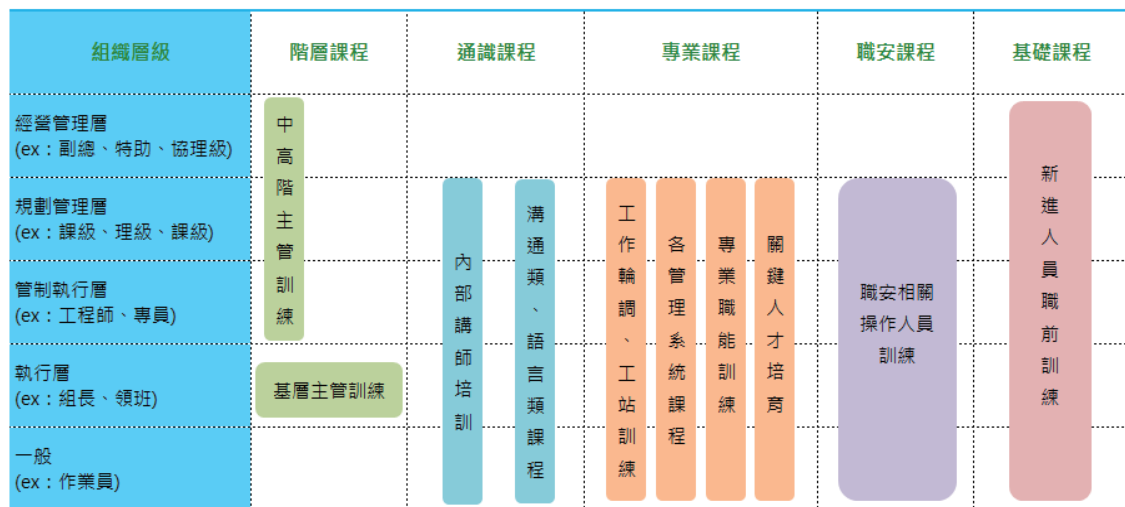 組織層級
階層課程
通識課程
專業課程
職安課程
基礎課程
經營管理層
(ex：副總、特助、協理級)
規劃管理層
(ex：課級、理級、課級)
管制執行層
(ex：工程師、專員)
執行層
(ex：組長、領班)
一般
(ex：作業員)
中高階主管訓練
基層主管訓練
內部講師培訓
溝通類、語言類課程
工作輪調、工站訓練
各管理系統課程
專業職能訓練
關鍵人才培育
職安相關
操作人員
訓練
新進人員職前訓練